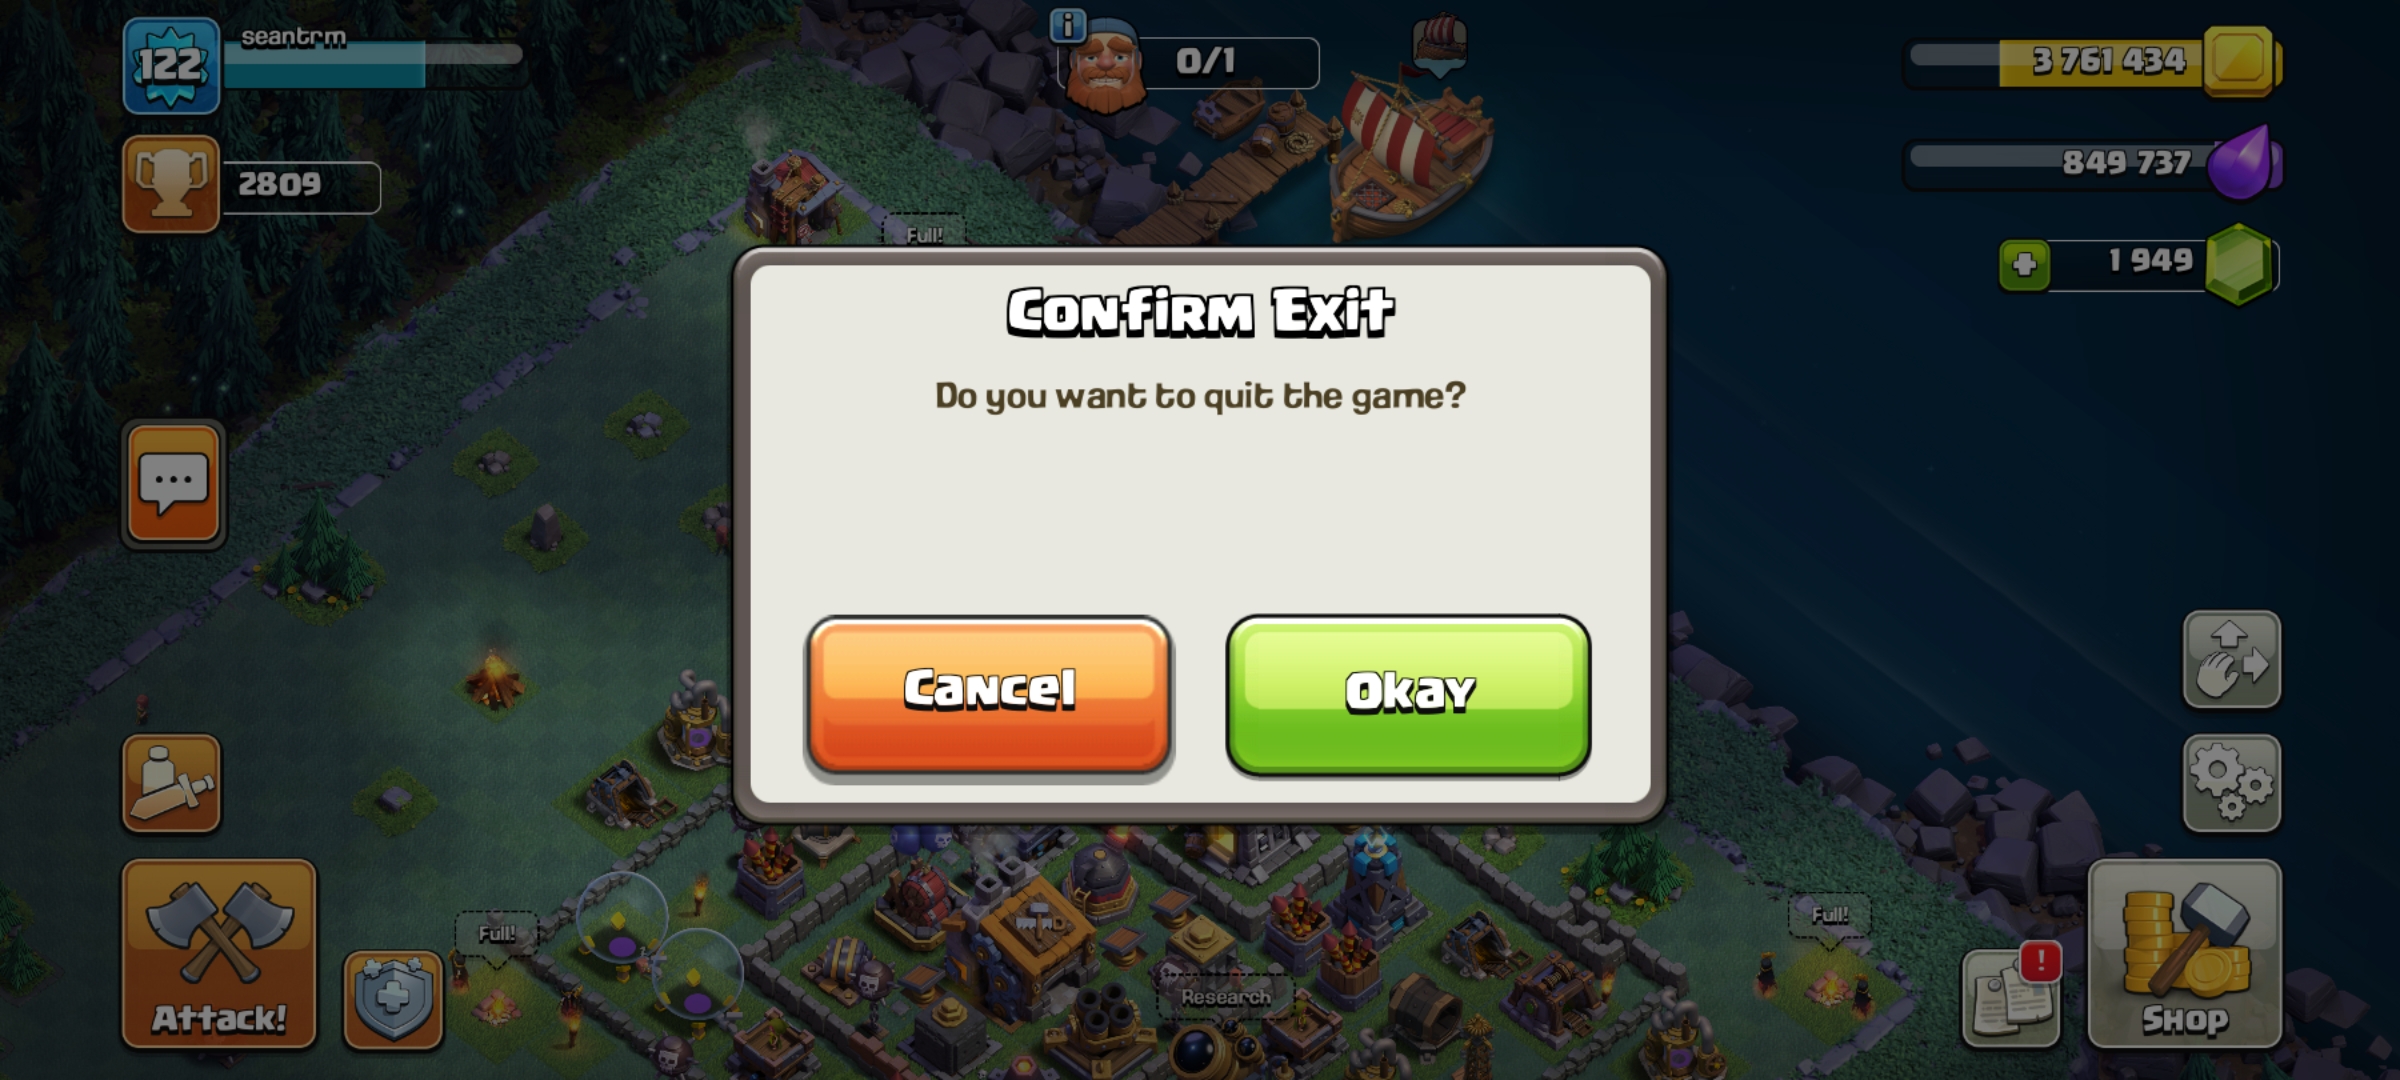 122
seantrm
i
0/1
3 761 434
2809
849 737
Full!
1 949
Confirm Exit
Do you want to quit the game?
Cancel
Okay
Full!
Full!
!
Research
Attack!
Shop